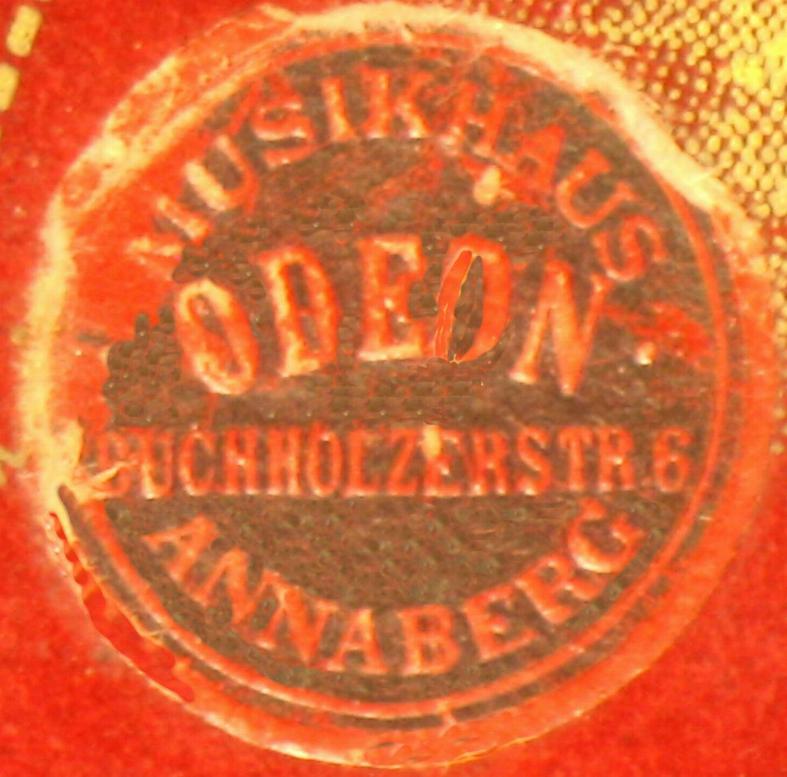 MUSIKHAUS
ODEON
BUCHHOLZERSTR. 6
ANNABERG